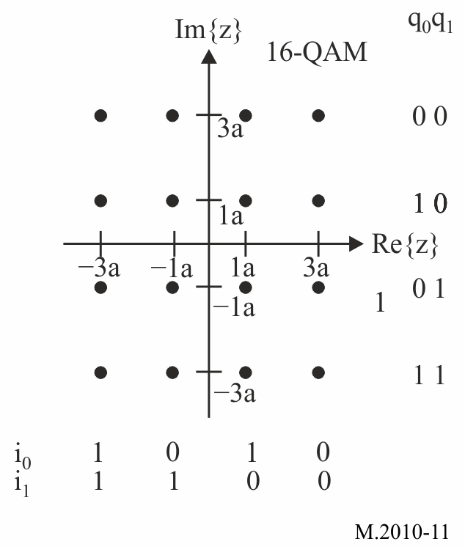 q₀q₁
Im{z}
16-QAM
3a
0 0
1a
1 0
Re{z}
−3a −1a 1a 3a
−1a
1
0 1
−3a
1 1
i₀ 1 0 1 0
i₁ 1 1 0 0
M.2010-11